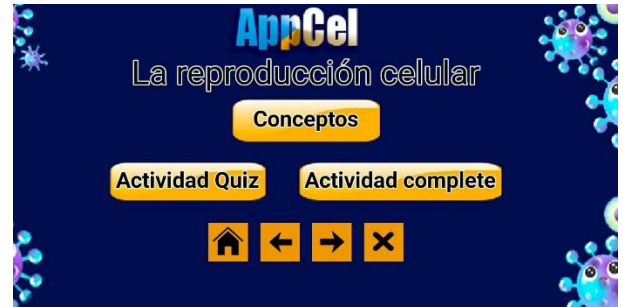 AppCel
La reproducción celular
Conceptos
Actividad Quiz
Actividad complete